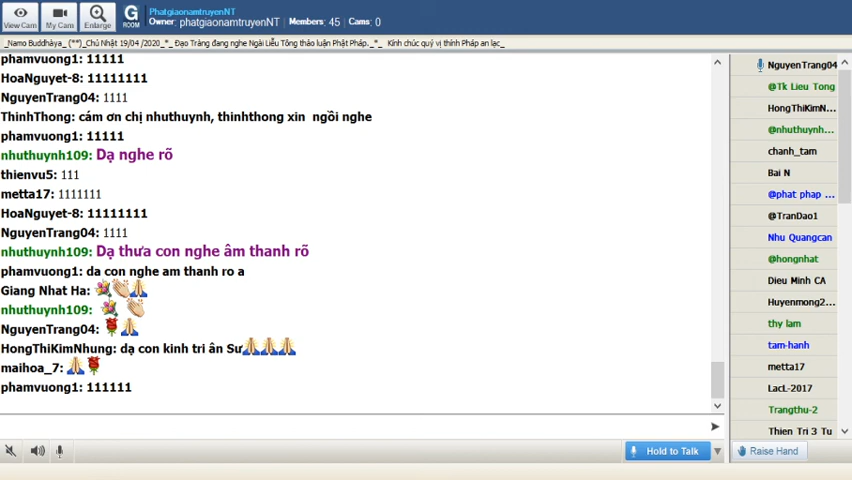 View Cam
My Cam
Enlarge
G
ROOM
PhatgiaonamtruyenNT
Owner: phatgiaonamtruyenNT Members: 45 Cams: 0
_Namo Buddhàya_ (**)_Chủ Nhật 19/04 /2020_*_ Đạo Tràng đang nghe Ngài Liễu Tông thảo luận Phật Pháp._*_ Kính chúc quý vị thính Pháp an lạc_
phamvuong1: 11111
HoaNguyet-8: 11111111
NguyenTrang04: 1111
ThinhThong: cám ơn chị nhuthuynh, thinhthong xin ngồi nghe
phamvuong1: 11111
nhuthuynh109: Dạ nghe rõ
thienvu5: 111
metta17: 1111111
HoaNguyet-8: 11111111
NguyenTrang04: 1111
nhuthuynh109: Dạ thưa con nghe âm thanh rõ
phamvuong1: da con nghe am thanh ro a
Giang Nhat Ha:
nhuthuynh109:
NguyenTrang04:
HongThiKimNhung: dạ con kinh tri ân Sư
maihoa_7:
phamvuong1: 111111
Hold to Talk
NguyenTrang04
@Tk Lieu Tong
HongThiKimN...
@nhuthuynh...
chanh_tam
Bai N
@phat phap ...
@TranDao1
Nhu Quangcan
@hongnhat
Dieu Minh CA
Huyenmong2...
thy lam
tam-hanh
metta17
LacL-2017
Trangthu-2
Thien Tri 3 Tu
Raise Hand